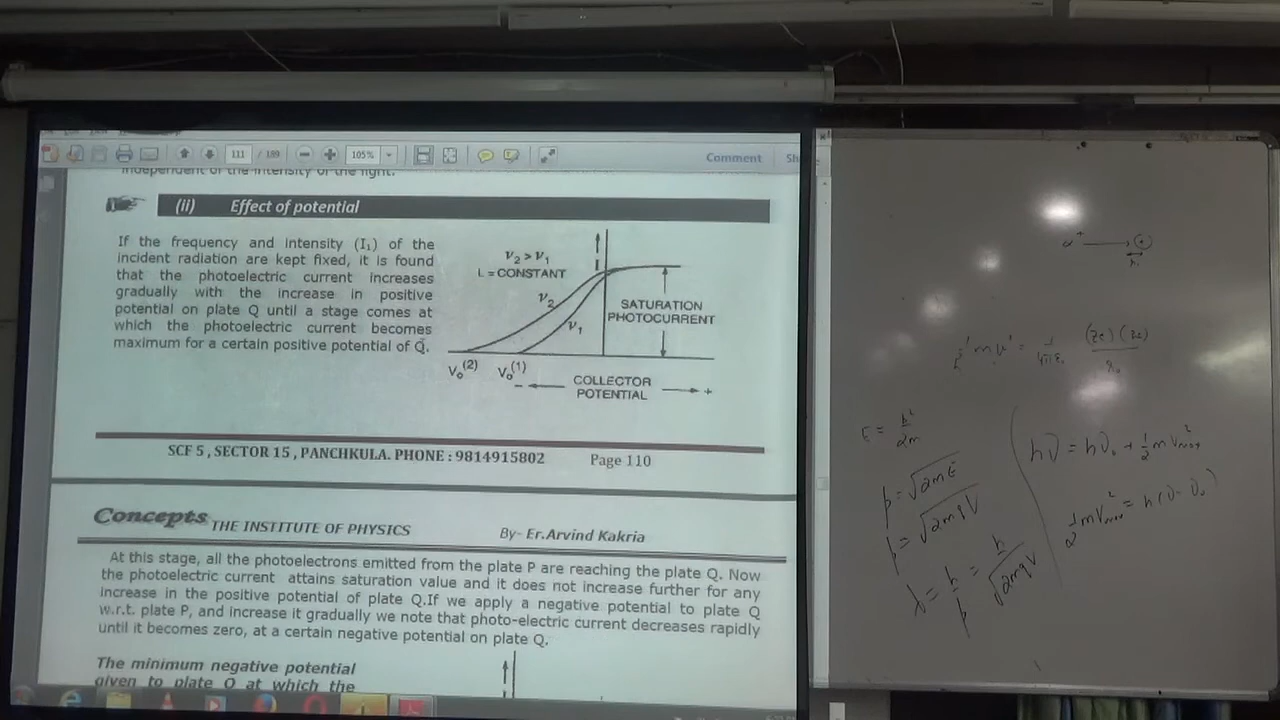 111 / 189
105%
Comment
independent of the intensity of the light.
(ii) Effect of potential
If the frequency and intensity (I₁) of the
incident radiation are kept fixed, it is found
that the photoelectric current increases
gradually with the increase in positive
potential on plate Q until a stage comes at
which the photoelectric current becomes
maximum for a certain positive potential of Q.
ν₂ > ν₁
I
L = CONSTANT
ν₂
ν₁
SATURATION
PHOTOCURRENT
V₀⁽²⁾ V₀⁽¹⁾
− COLLECTOR +
POTENTIAL
SCF 5 , SECTOR 15 , PANCHKULA. PHONE : 9814915802 Page 110
Concepts THE INSTITUTE OF PHYSICS By- Er.Arvind Kakria
At this stage, all the photoelectrons emitted from the plate P are reaching the plate Q. Now
the photoelectric current attains saturation value and it does not increase further for any
increase in the positive potential of plate Q.If we apply a negative potential to plate Q
w.r.t. plate P, and increase it gradually we note that photo-electric current decreases rapidly
until it becomes zero, at a certain negative potential on plate Q.
The minimum negative potential
given to plate Q at which the
E = p²/2m
p = √2mE
p = √2mqV
λ = h/p = h/√2mqV
hν = hν₀ + ½mv²max
½mv²max = h(ν - ν₀)